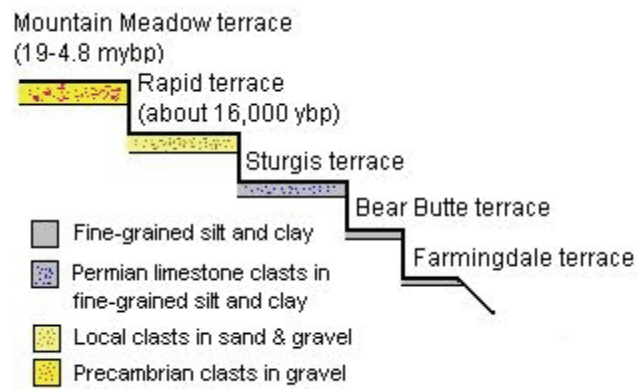 Mountain Meadow terrace
(19-4.8 mybp)
Rapid terrace
(about 16,000 ybp)
Sturgis terrace
Bear Butte terrace
Farmingdale terrace
Fine-grained silt and clay
Permian limestone clasts in
fine-grained silt and clay
Local clasts in sand & gravel
Precambrian clasts in gravel